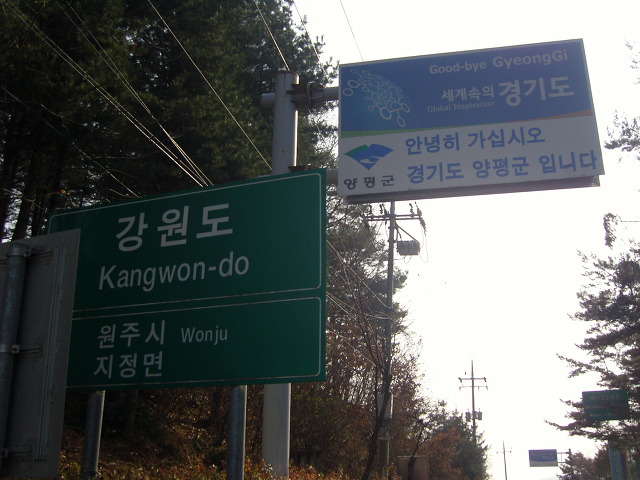 Good-bye GyeongGi
세계속의 경기도
Global Inspiration
안녕히 가십시오
양평군 경기도 양평군 입니다
강원도
Kangwon-do
원주시 Wonju
지정면